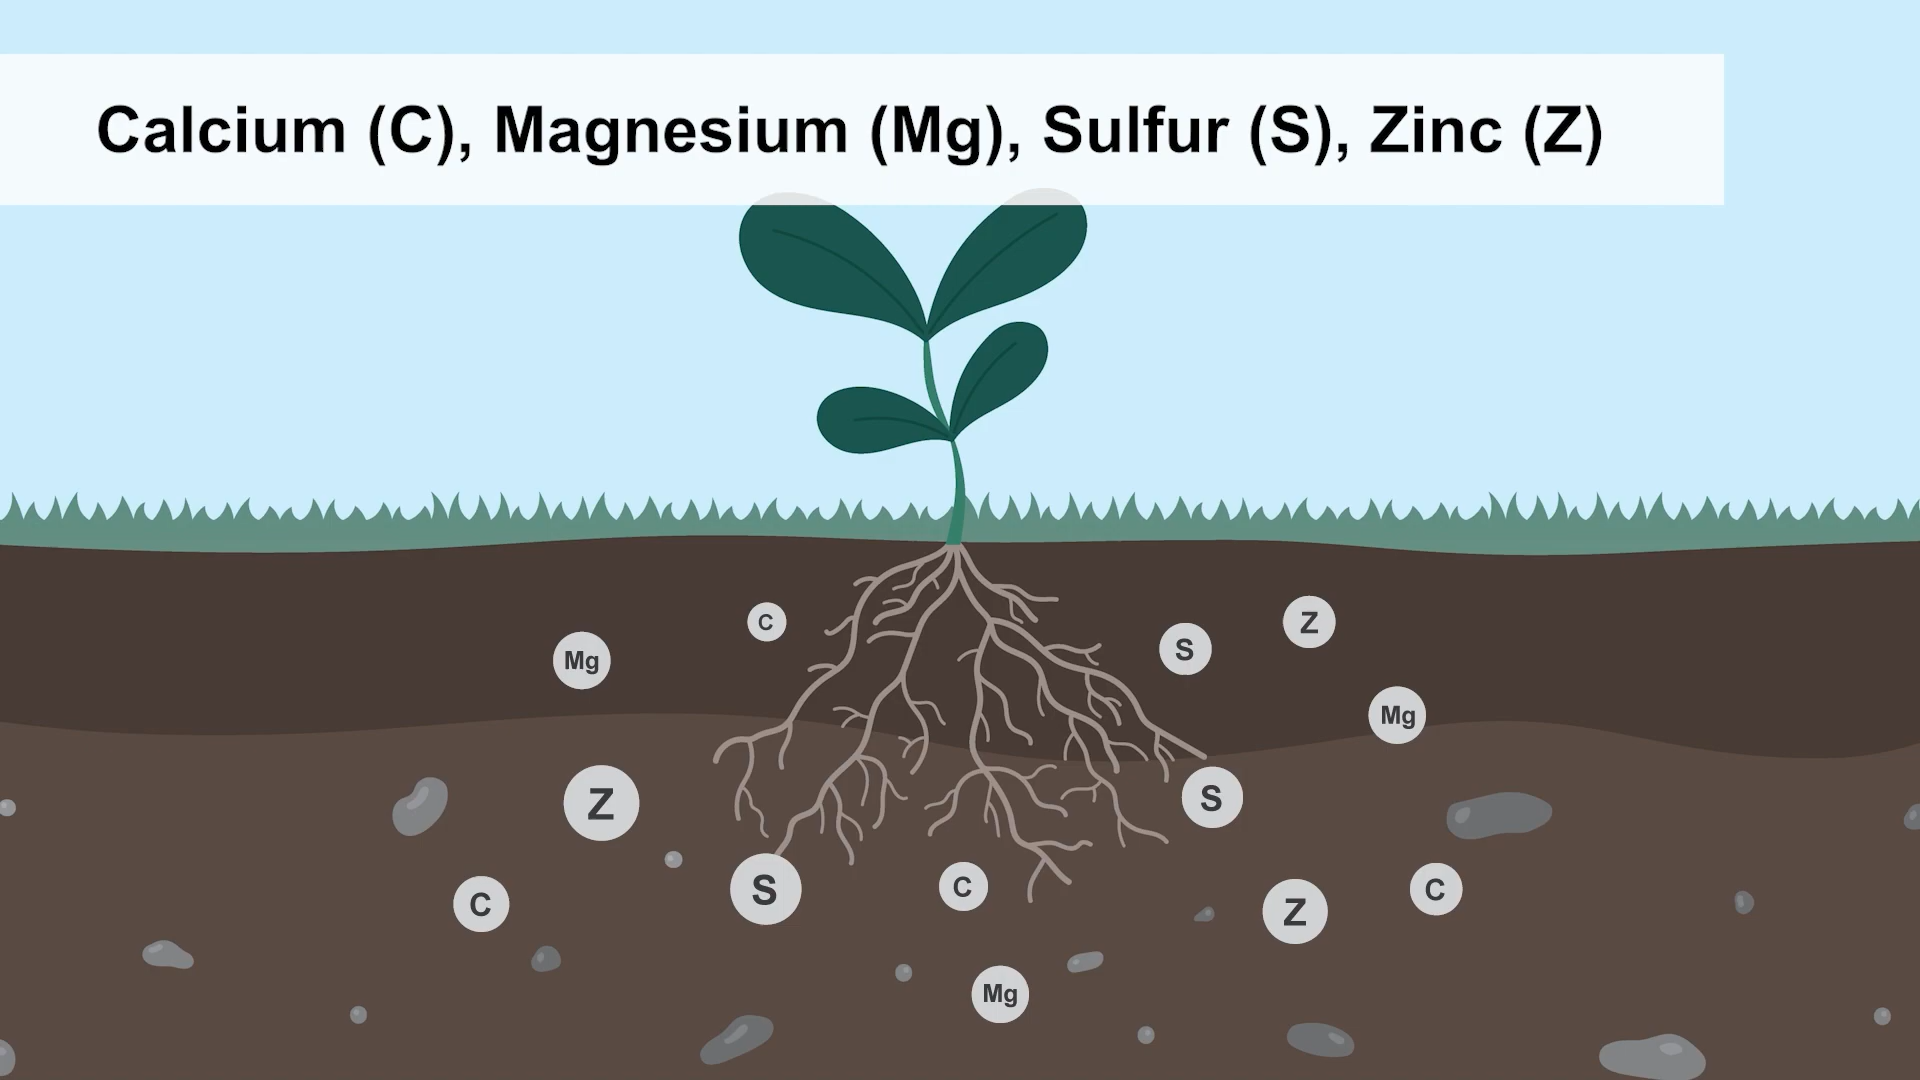 Calcium (C), Magnesium (Mg), Sulfur (S), Zinc (Z)
C
Z
Mg
S
Mg
Z
S
S
C
C
Z
C
Mg